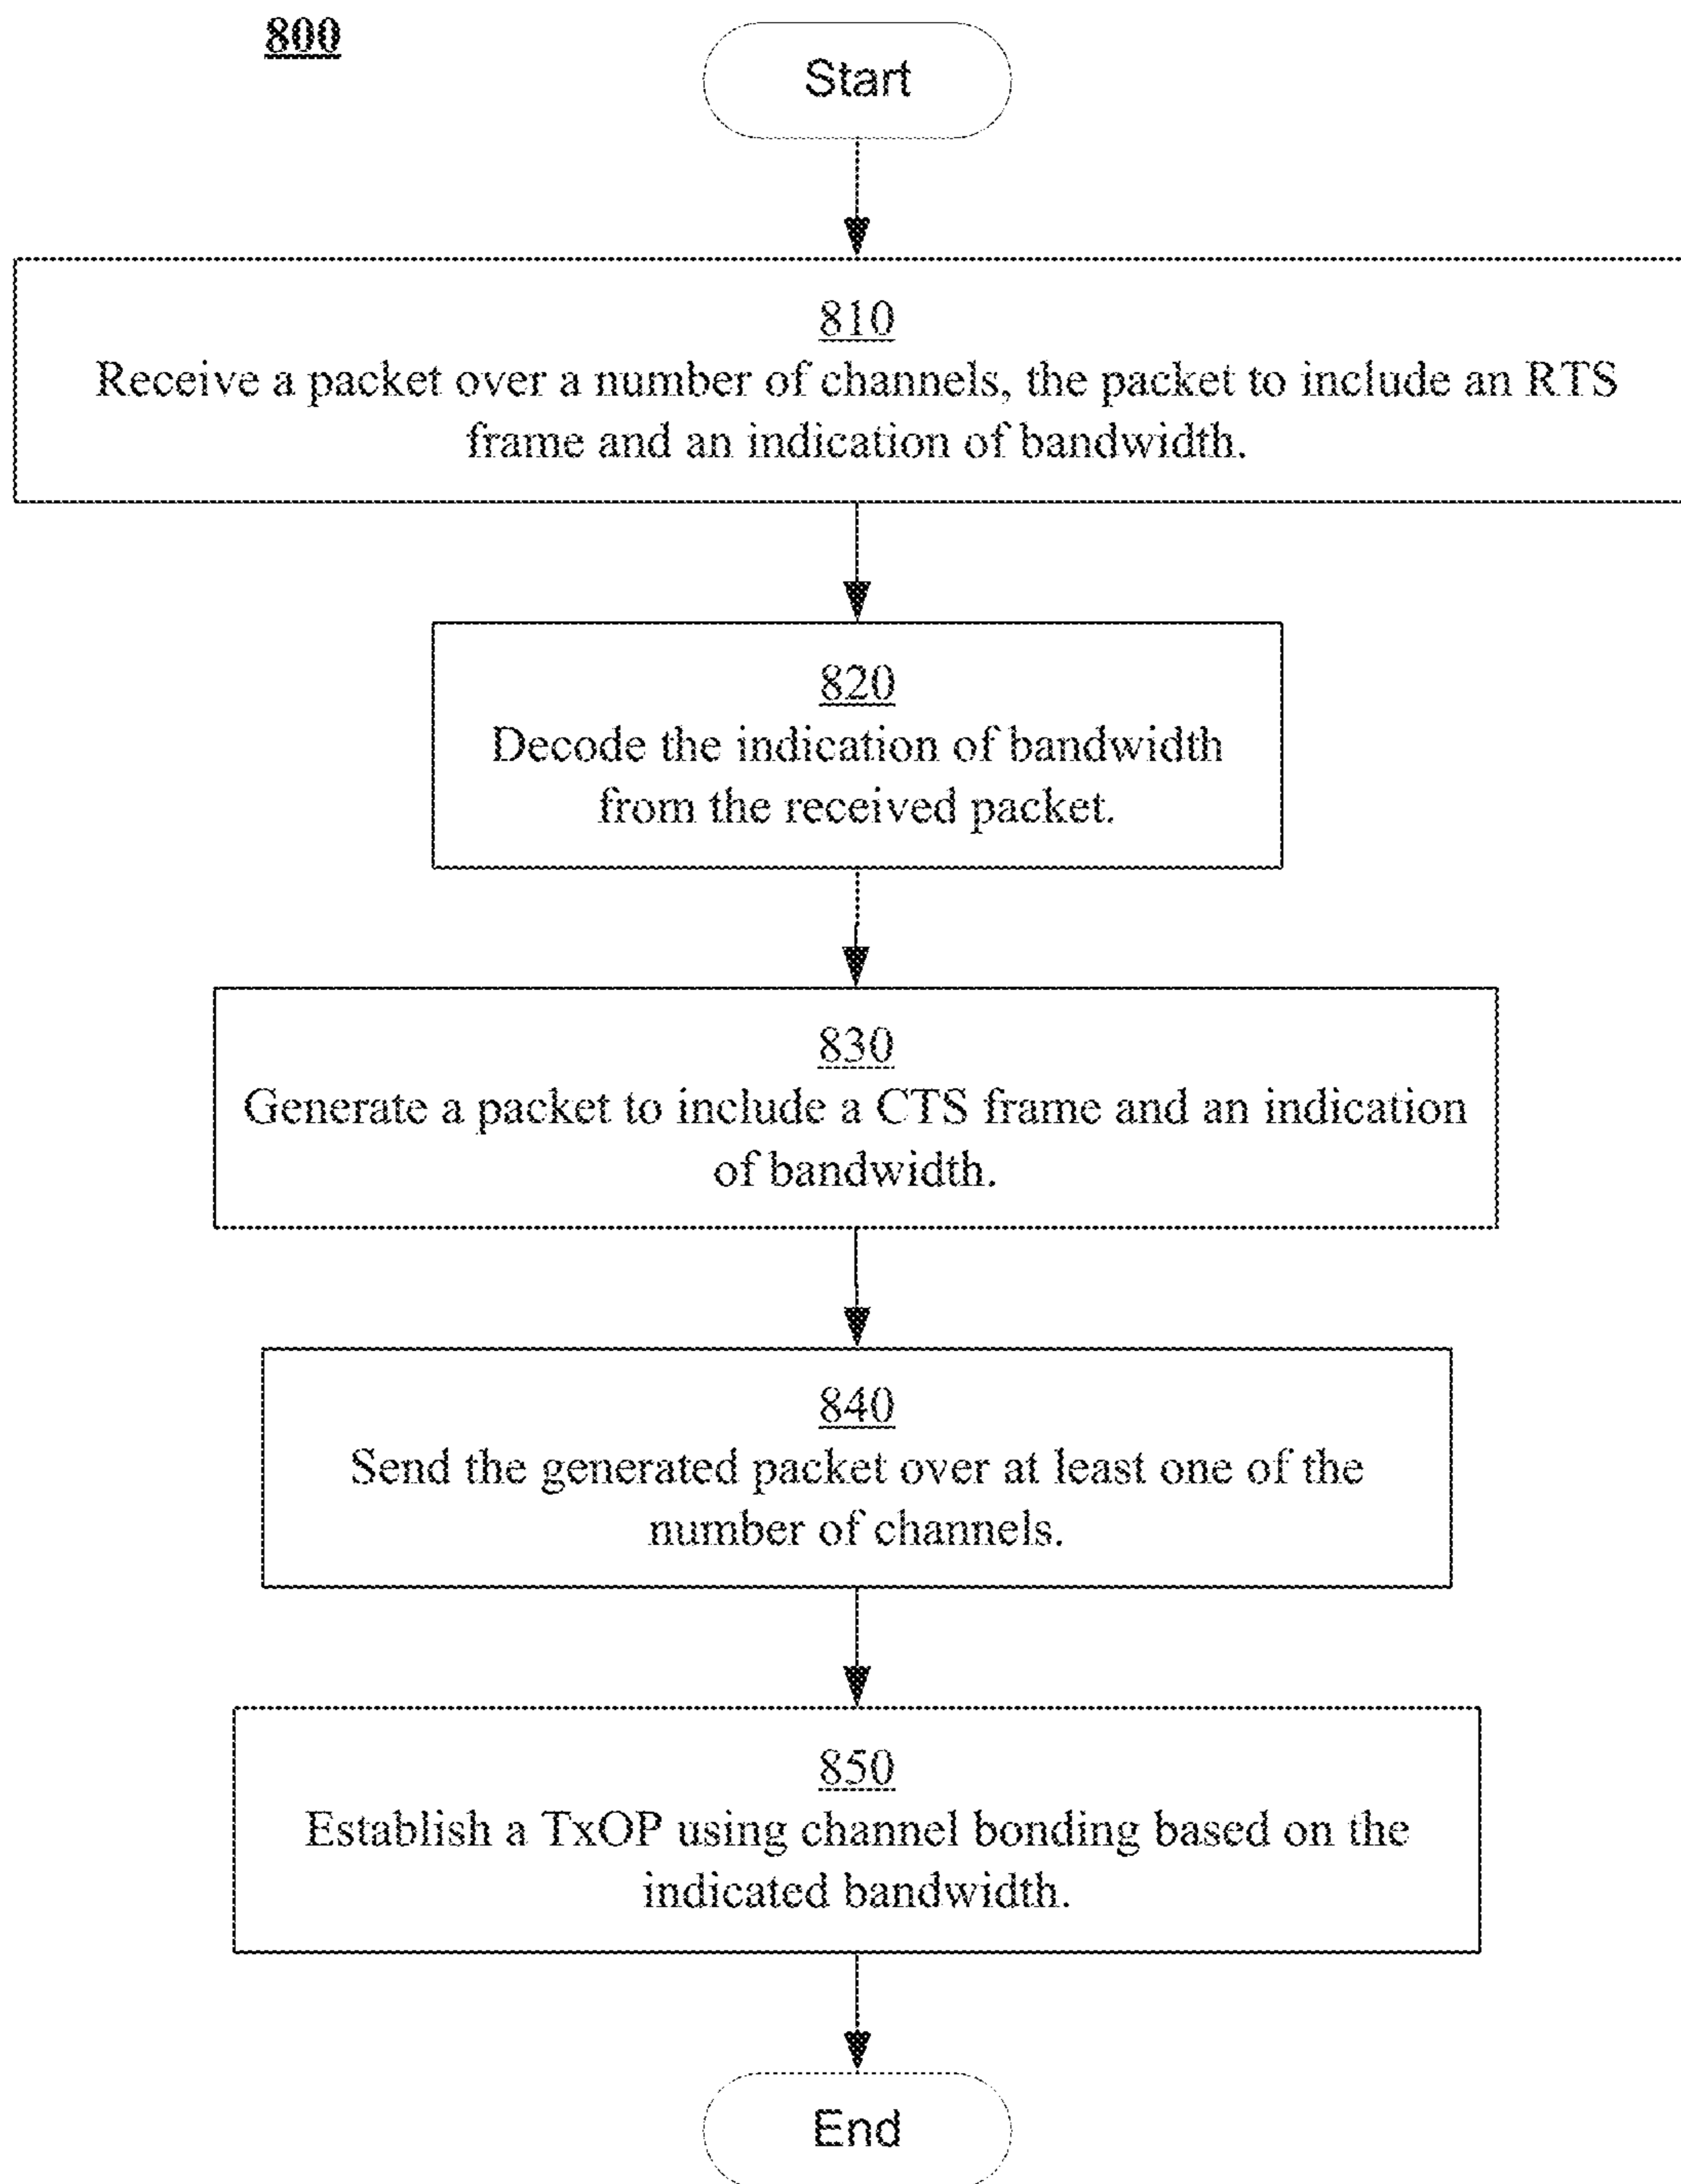 800
Start
810
Receive a packet over a number of channels, the packet to include an RTS
frame and an indication of bandwidth.
820
Decode the indication of bandwidth
from the received packet.
830
Generate a packet to include a CTS frame and an indication
of bandwidth.
840
Send the generated packet over at least one of the
number of channels.
850
Establish a TxOP using channel bonding based on the
indicated bandwidth.
End